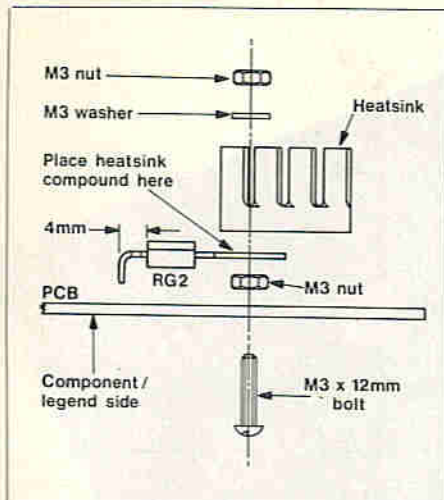 M3 nut
M3 washer
Heatsink
Place heatsink
compound here
4mm
RG2
M3 nut
PCB
Component/
legend side
M3 x 12mm
bolt